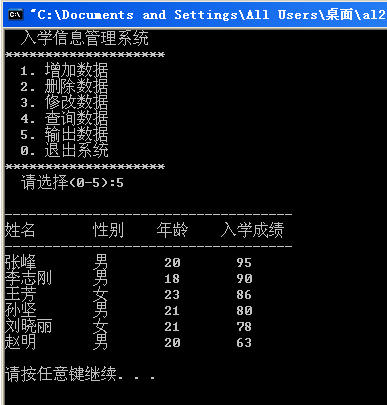 "C:\Documents and Settings\All Users\桌面\al2
入学信息管理系统
********************
1. 增加数据
2. 删除数据
3. 修改数据
4. 查询数据
5. 输出数据
0. 退出系统
********************
请选择(0-5):5
------------------------------------
姓名 性别 年龄 入学成绩
------------------------------------
张峰 男 20 95
李志刚 男 18 90
王芳 女 23 86
孙坚 男 21 80
刘晓丽 女 21 78
赵明 男 20 63
请按任意键继续. . .